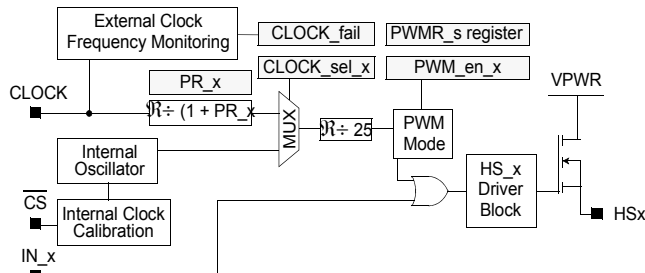 External Clock
Frequency Monitoring
CLOCK_fail
PWMR_s register
CLOCK_sel_x
PWM_en_x
PR_x
VPWR
CLOCK
ℜ÷ (1 + PR_x
MUX
ℜ÷ 25
PWM
Mode
Internal
Oscillator
HS_x
Driver
Block
CS
Internal Clock
Calibration
HSx
IN_x